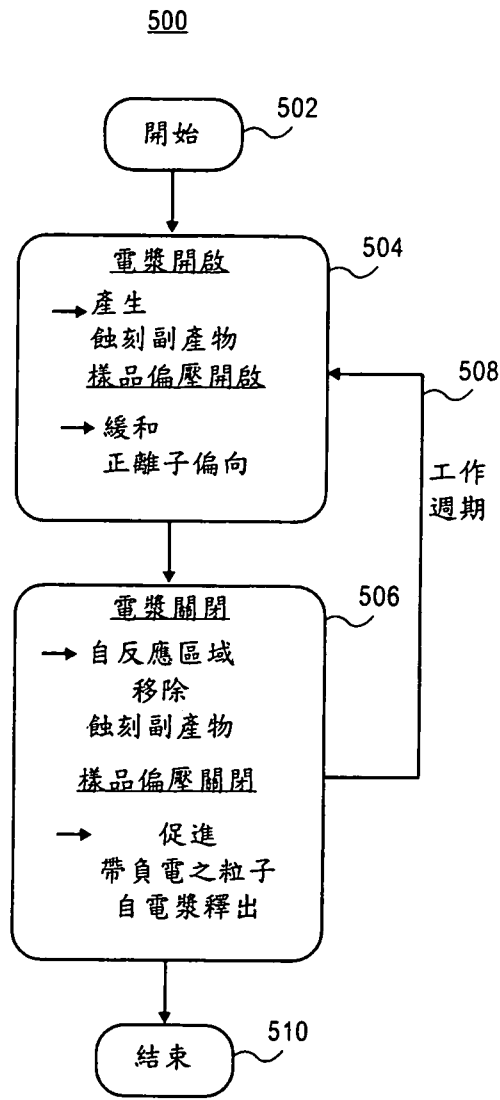 500
開始
502
電漿開啟
504
產生
蝕刻副產物
樣品偏壓開啟
緩和
正離子偏向
508
工作
週期
電漿關閉
506
自反應區域
移除
蝕刻副產物
樣品偏壓關閉
促進
帶負電之粒子
自電漿釋出
結束
510